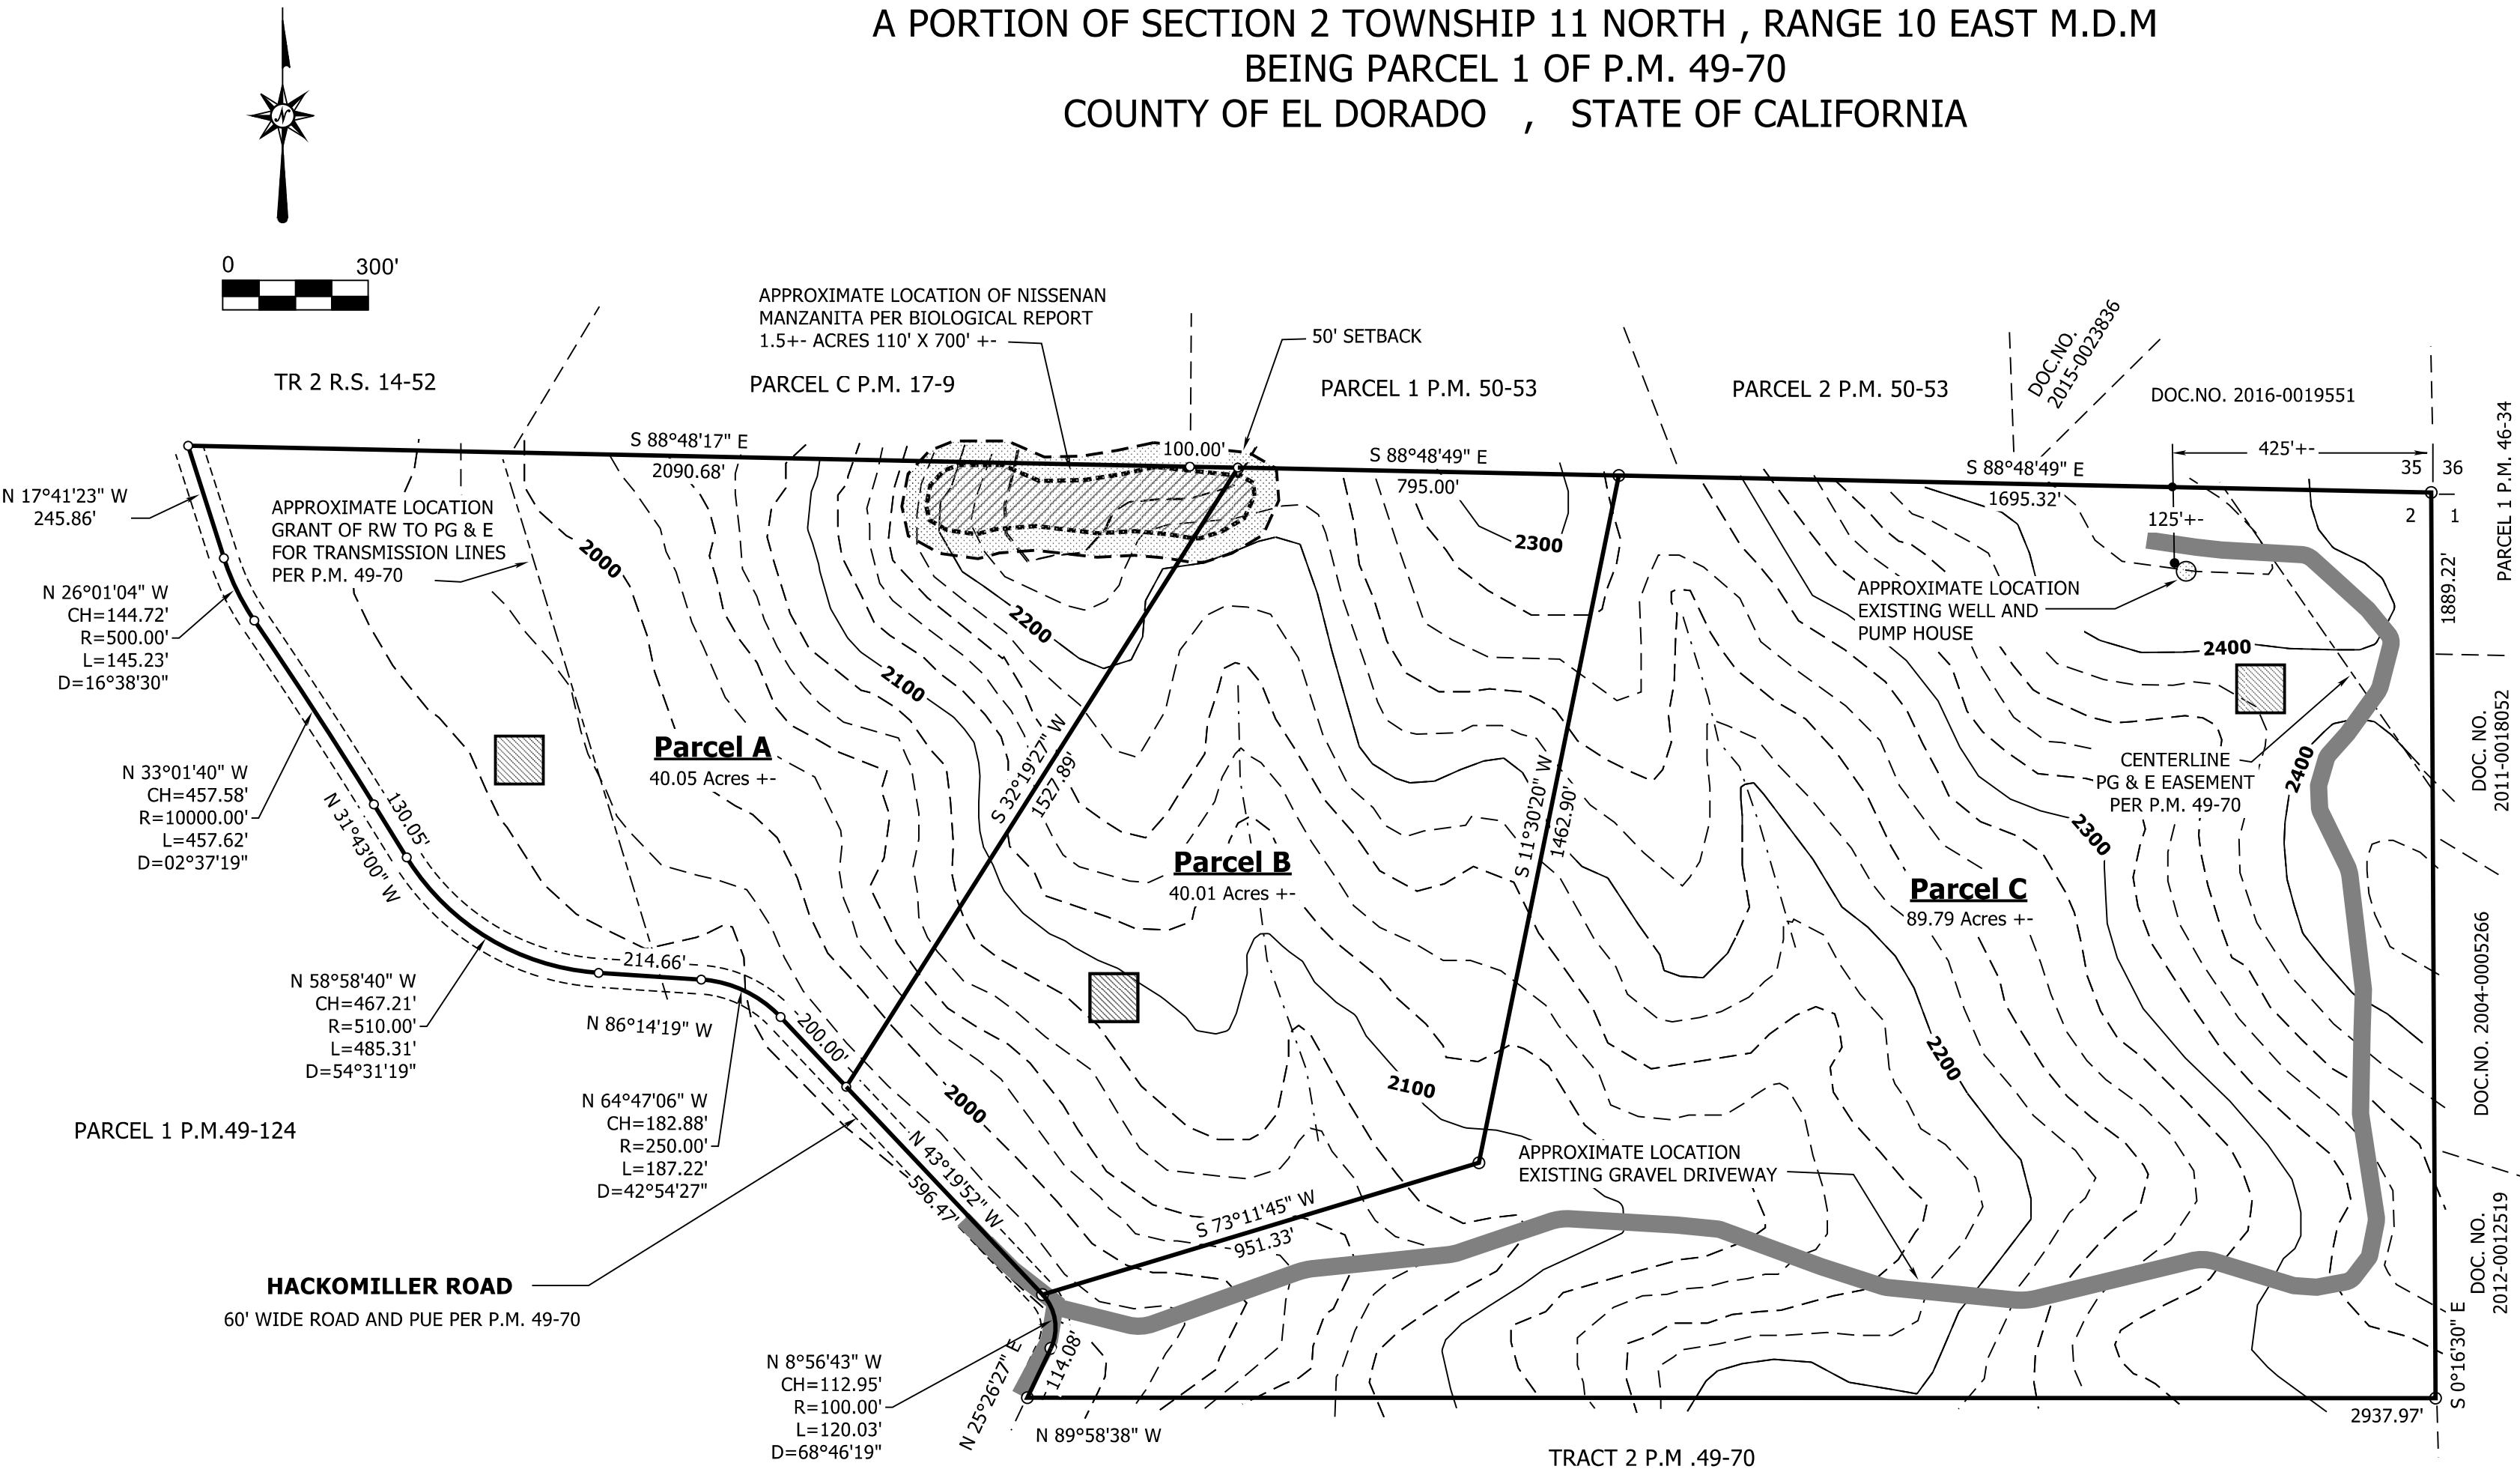 A PORTION OF SECTION 2 TOWNSHIP 11 NORTH , RANGE 10 EAST M.D.M
BEING PARCEL 1 OF P.M. 49-70
COUNTY OF EL DORADO , STATE OF CALIFORNIA
N
0 300'
APPROXIMATE LOCATION OF NISSENAN
MANZANITA PER BIOLOGICAL REPORT
1.5+- ACRES 110' X 700' +-
50' SETBACK
TR 2 R.S. 14-52
PARCEL C P.M. 17-9
PARCEL 1 P.M. 50-53
PARCEL 2 P.M. 50-53
DOC.NO.
2015-0023836
DOC.NO. 2016-0019551
PARCEL 1 P.M. 46-34
S 88°48'17" E
2090.68'
100.00'
S 88°48'49" E
795.00'
S 88°48'49" E
1695.32'
425'+-
35 36
2 1
125'+-
N 17°41'23" W
245.86'
APPROXIMATE LOCATION
GRANT OF RW TO PG & E
FOR TRANSMISSION LINES
PER P.M. 49-70
2000
2200
2100
2300
APPROXIMATE LOCATION
EXISTING WELL AND
PUMP HOUSE
2400
1889.22'
N 26°01'04" W
CH=144.72'
R=500.00'
L=145.23'
D=16°38'30"
Parcel A
40.05 Acres +-
S 32°19'27" W
1527.89'
S 11°30'20" W
1462.90'
CENTERLINE
PG & E EASEMENT
PER P.M. 49-70
2400
DOC. NO.
2011-0018052
N 33°01'40" W
CH=457.58'
R=10000.00'
L=457.62'
D=02°37'19"
130.05'
N 31°43'00" W
Parcel B
40.01 Acres +-
Parcel C
89.79 Acres +-
2300
DOC.NO. 2004-0005266
N 58°58'40" W
CH=467.21'
R=510.00'
L=485.31'
D=54°31'19"
214.66'
N 86°14'19" W
200.00'
2000
2100
2200
N 64°47'06" W
CH=182.88'
R=250.00'
L=187.22'
D=42°54'27"
PARCEL 1 P.M.49-124
N 43°19'52" W
596.47'
APPROXIMATE LOCATION
EXISTING GRAVEL DRIVEWAY
S 73°11'45" W
951.33'
HACKOMILLER ROAD
60' WIDE ROAD AND PUE PER P.M. 49-70
DOC. NO.
2012-0012519
S 0°16'30" E
N 8°56'43" W
CH=112.95'
R=100.00'
L=120.03'
D=68°46'19"
N 25°26'27" E
114.08'
N 89°58'38" W
2937.97'
TRACT 2 P.M .49-70